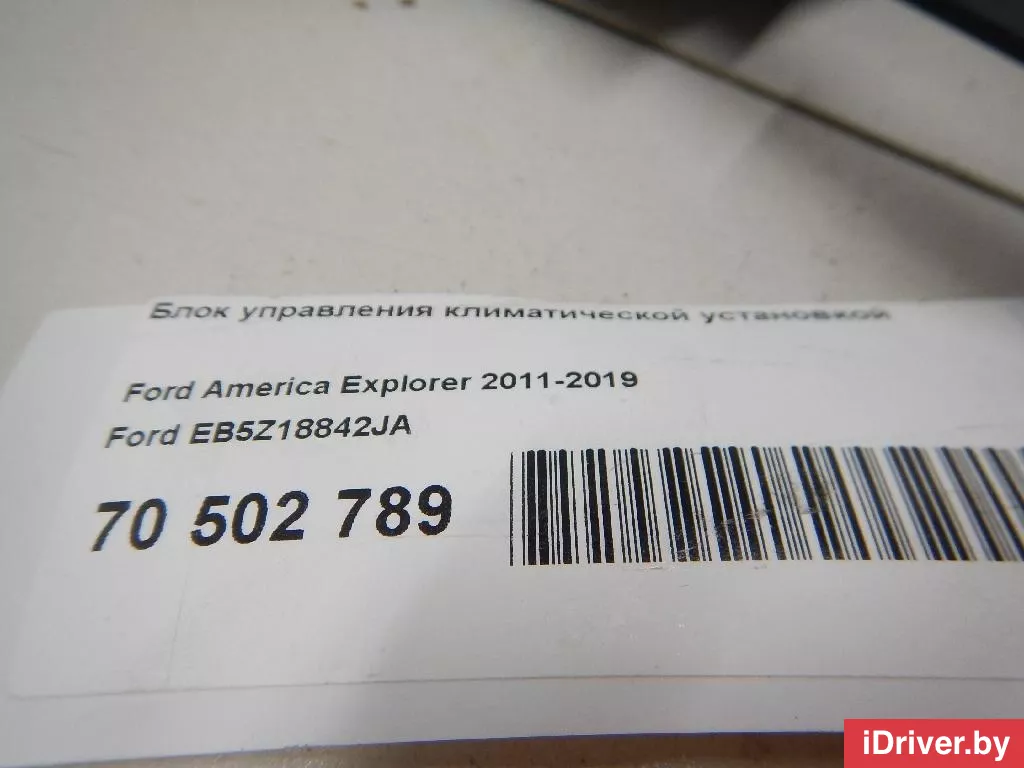 Блок управления климатической установкой
Ford America Explorer 2011-2019
Ford EB5Z18842JA
70 502 789
iDriver.by